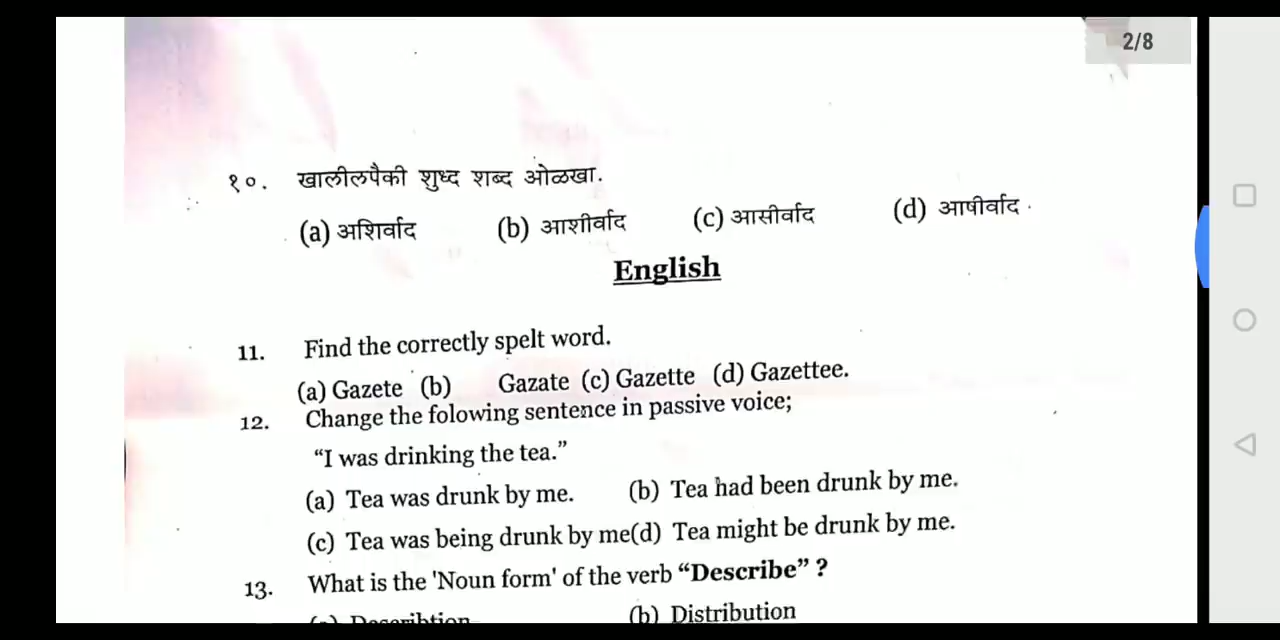 2/8
१०. खालीलपैकी शुध्द शब्द ओळखा.
(a) अशिर्वाद (b) आशीर्वाद (c) आसीर्वाद (d) आषीर्वाद
English
11. Find the correctly spelt word.
(a) Gazete (b) Gazate (c) Gazette (d) Gazettee.
12. Change the folowing sentence in passive voice;
“I was drinking the tea.”
(a) Tea was drunk by me. (b) Tea had been drunk by me.
(c) Tea was being drunk by me(d) Tea might be drunk by me.
13. What is the 'Noun form' of the verb “Describe” ?
(b) Distribution